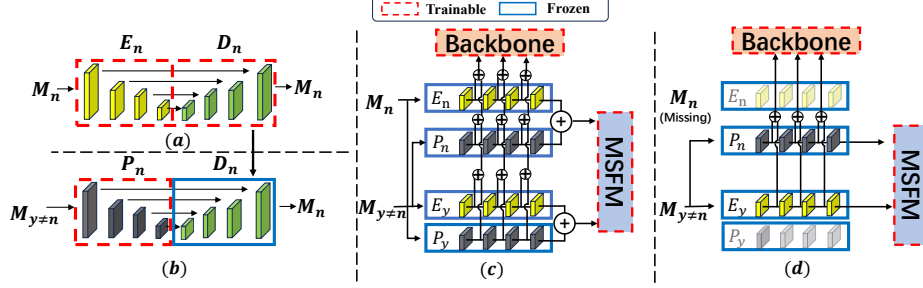 Trainable Frozen
E_n D_n
M_n M_n
(a)
P_n D_n
M_{y≠n} M_n
(b)
Backbone
M_n E_n
P_n
M_{y≠n} E_y
P_y
MSFM
(c)
Backbone
M_n E_n
(Missing)
P_n
M_{y≠n} E_y
P_y
MSFM
(d)